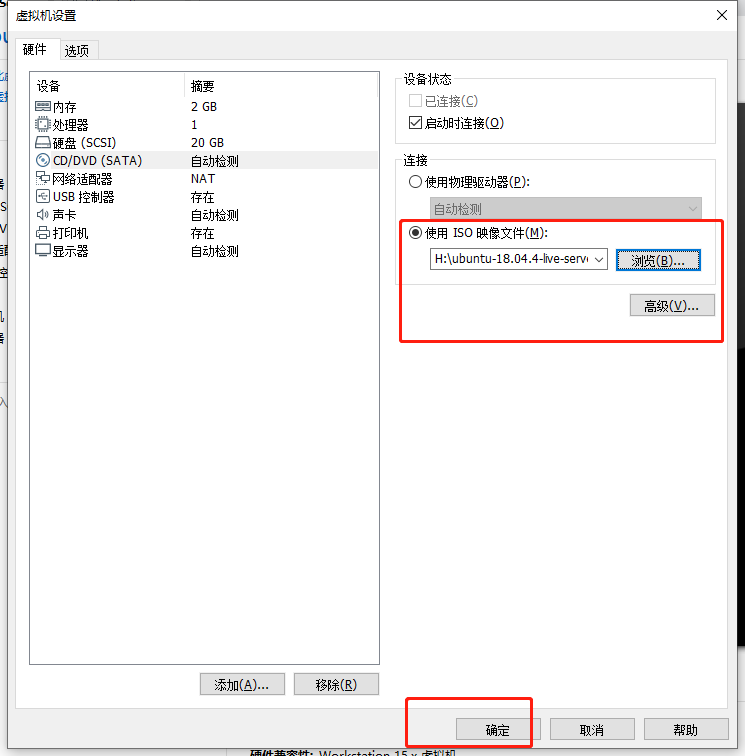 虚拟机设置
硬件 选项
设备 摘要
内存 2 GB
处理器 1
硬盘 (SCSI) 20 GB
CD/DVD (SATA) 自动检测
网络适配器 NAT
USB 控制器 存在
声卡 自动检测
打印机 存在
显示器 自动检测
添加(A)... 移除(R)
设备状态
已连接(C)
启动时连接(O)
连接
使用物理驱动器(P):
自动检测
使用 ISO 映像文件(M):
H:\ubuntu-18.04.4-live-serve 浏览(B)...
高级(V)...
确定 取消 帮助
硬件兼容性: Workstation 15.x 虚拟机